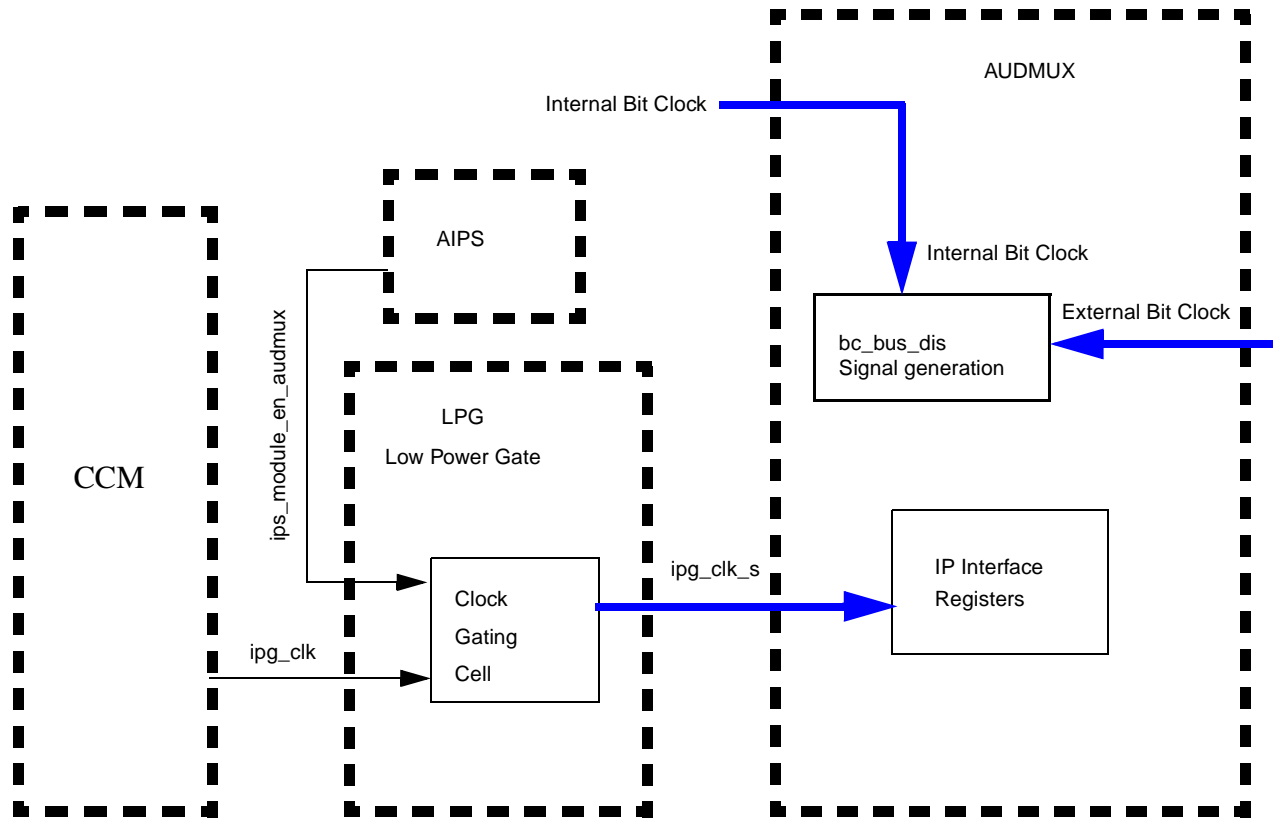 AUDMUX
Internal Bit Clock
AIPS
Internal Bit Clock
External Bit Clock
bc_bus_dis
Signal generation
ips_module_en_audmux
LPG
Low Power Gate
CCM
ipg_clk_s
IP Interface
Registers
Clock
Gating
Cell
ipg_clk